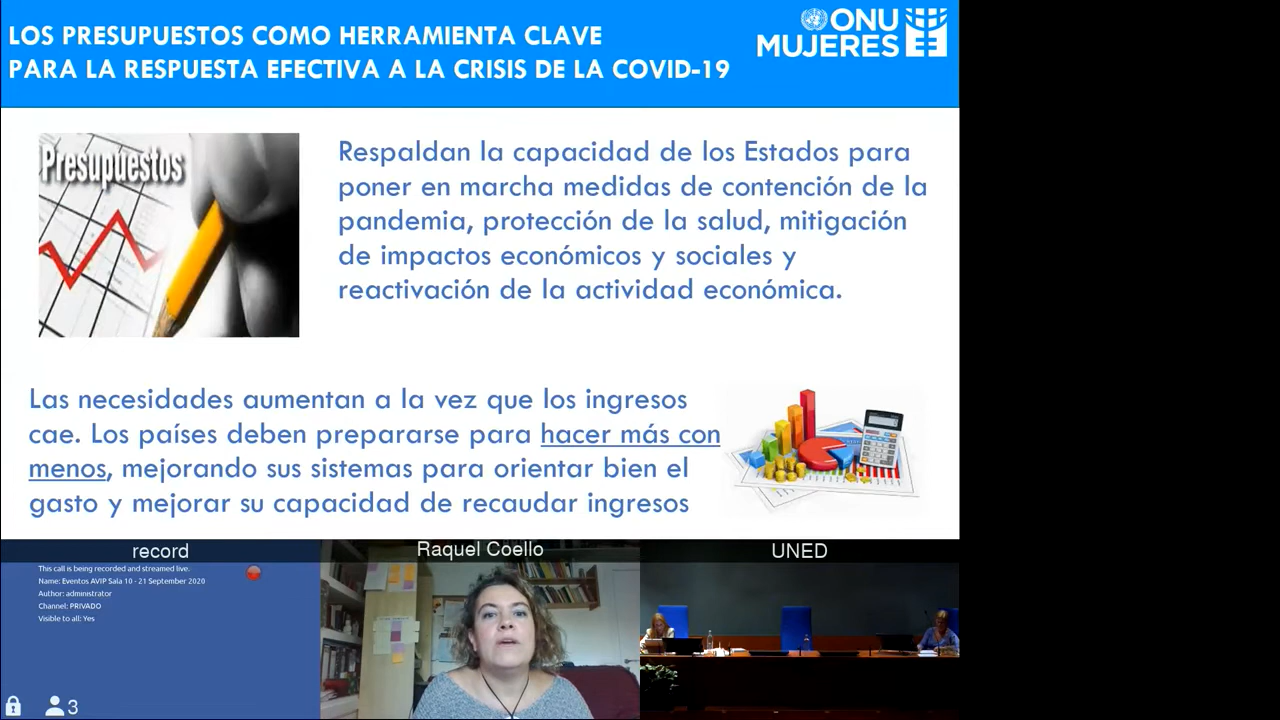 LOS PRESUPUESTOS COMO HERRAMIENTA CLAVE
PARA LA RESPUESTA EFECTIVA A LA CRISIS DE LA COVID-19
ONU
MUJERES
Presupuestos
Respaldan la capacidad de los Estados para
poner en marcha medidas de contención de la
pandemia, protección de la salud, mitigación
de impactos económicos y sociales y
reactivación de la actividad económica.
Las necesidades aumentan a la vez que los ingresos
cae. Los países deben prepararse para hacer más con
menos, mejorando sus sistemas para orientar bien el
gasto y mejorar su capacidad de recaudar ingresos
record
This call is being recorded and streamed live.
Name: Eventos AVIP Sala 10 - 21 September 2020
Author: administrator
Channel: PRIVADO
Visible to all: Yes
3
Raquel Coello
UNED